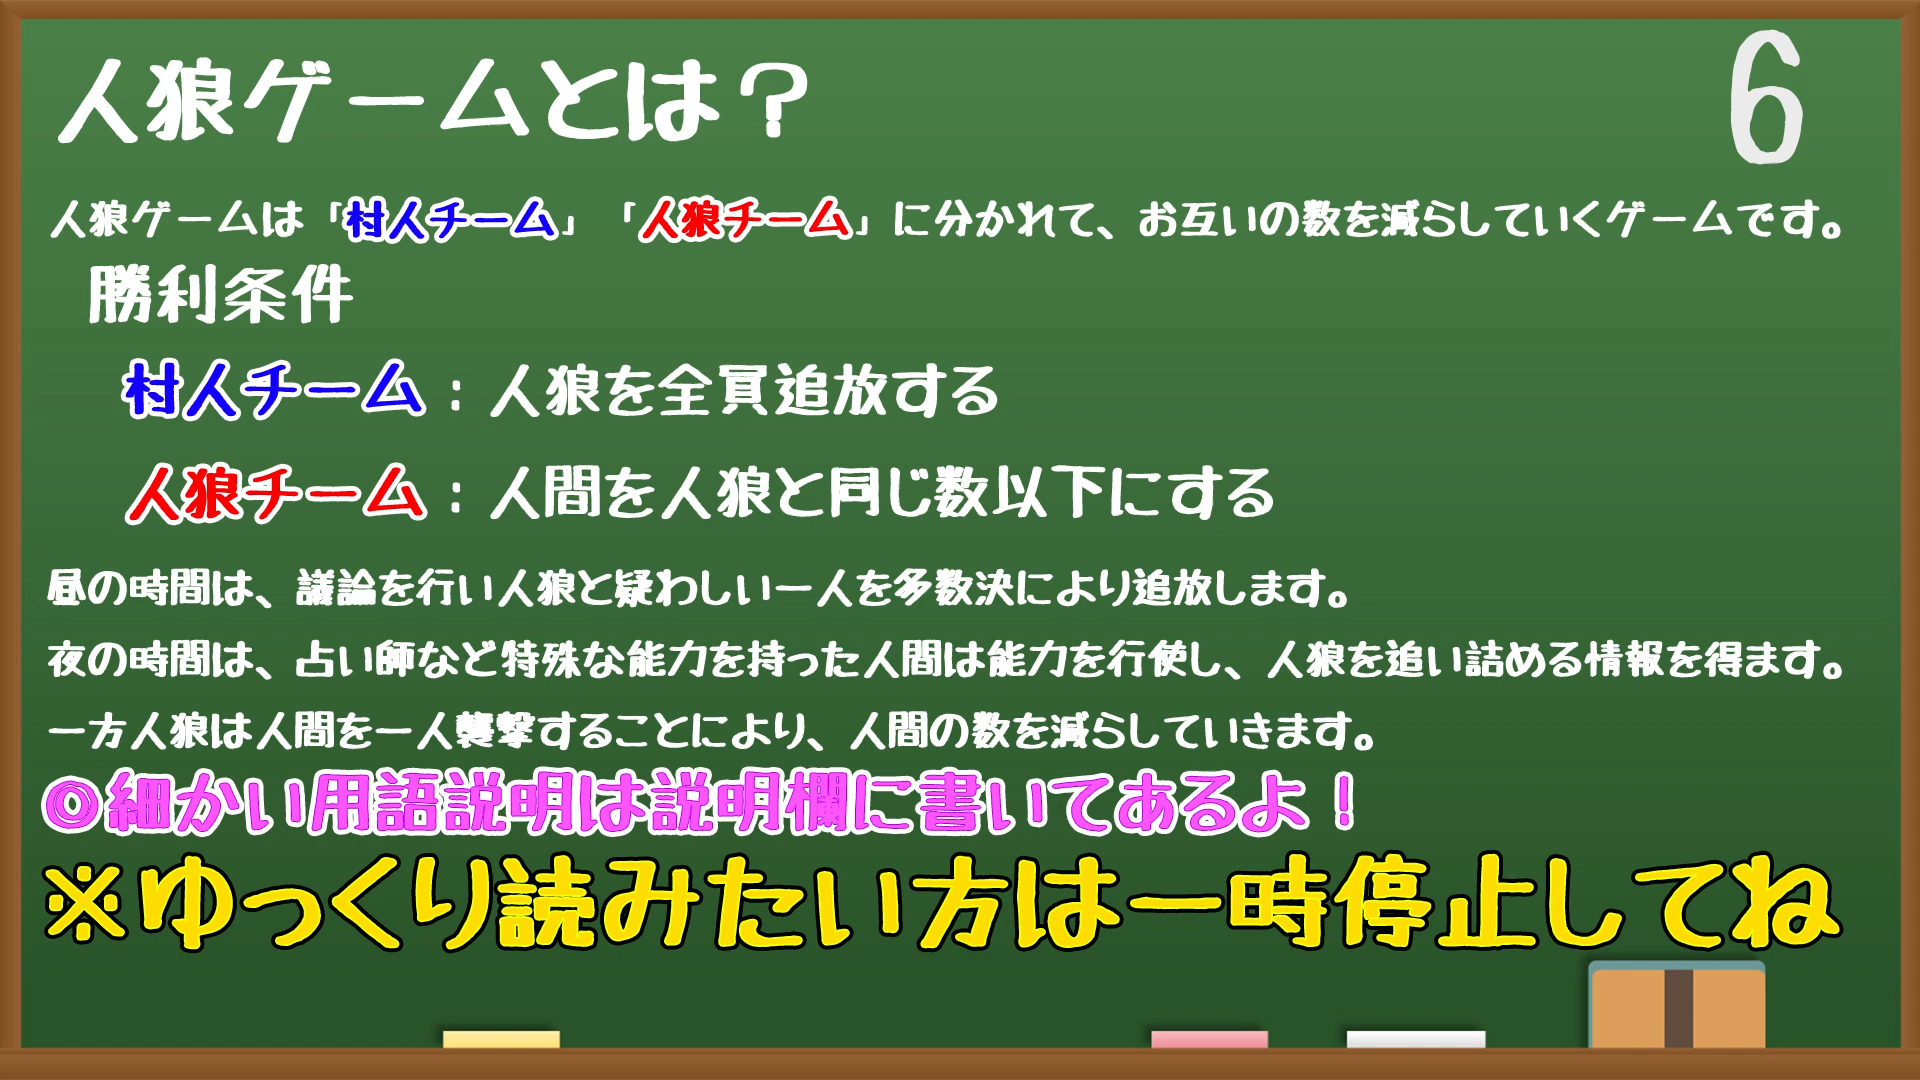 人狼ゲームとは？
6
人狼ゲームは「村人チーム」「人狼チーム」に分かれて、お互いの数を減らしていくゲームです。
勝利条件
村人チーム：人狼を全員追放する
人狼チーム：人間を人狼と同じ数以下にする
昼の時間は、議論を行い人狼と疑わしい一人を多数決により追放します。
夜の時間は、占い師など特殊な能力を持った人間は能力を行使し、人狼を追い詰める情報を得ます。
一方人狼は人間を一人襲撃することにより、人間の数を減らしていきます。
◎細かい用語説明は説明欄に書いてあるよ！
※ゆっくり読みたい方は一時停止してね